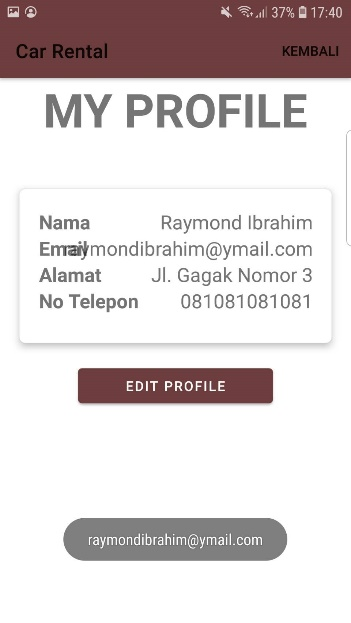 37% 17:40
Car Rental KEMBALI
MY PROFILE
Nama Raymond Ibrahim
Email raymondibrahim@ymail.com
Alamat Jl. Gagak Nomor 3
No Telepon 081081081081
EDIT PROFILE
raymondibrahim@ymail.com